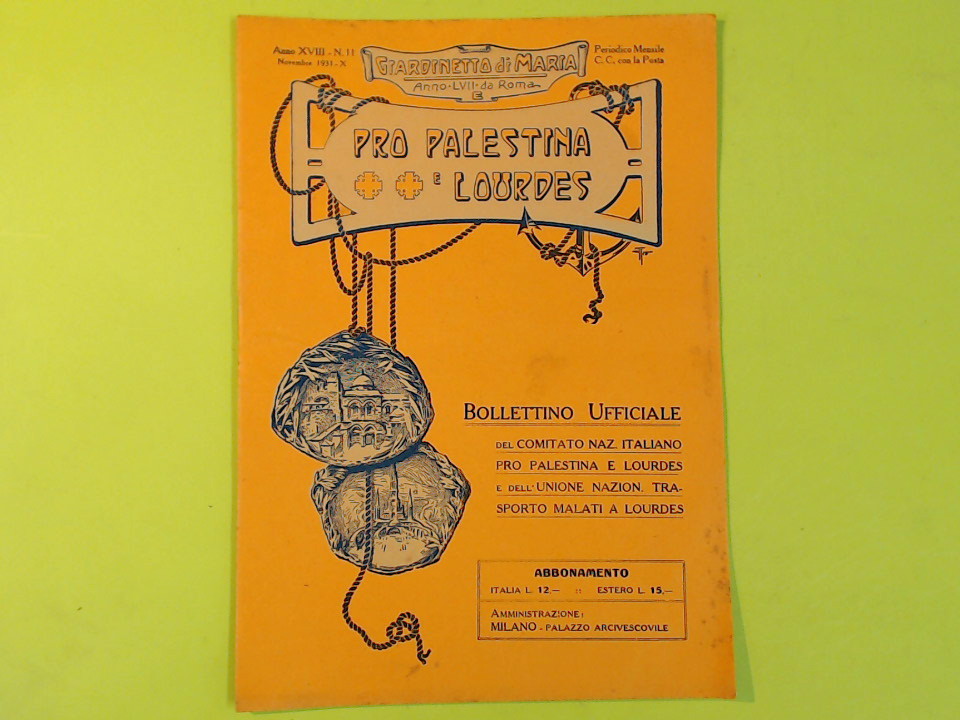 Anno XVIII - N. 11
Novembre 1931 - X
GIARDINETTO di MARIA
Anno · LVII · da Roma
E
Periodico Mensile
C. C. con la Posta
PRO PALESTINA
E LOURDES
BOLLETTINO UFFICIALE
DEL COMITATO NAZ. ITALIANO
PRO PALESTINA E LOURDES
E DELL'UNIONE NAZION. TRA-
SPORTO MALATI A LOURDES
ABBONAMENTO
ITALIA L. 12,— :: ESTERO L. 15,—
AMMINISTRAZIONE:
MILANO - PALAZZO ARCIVESCOVILE